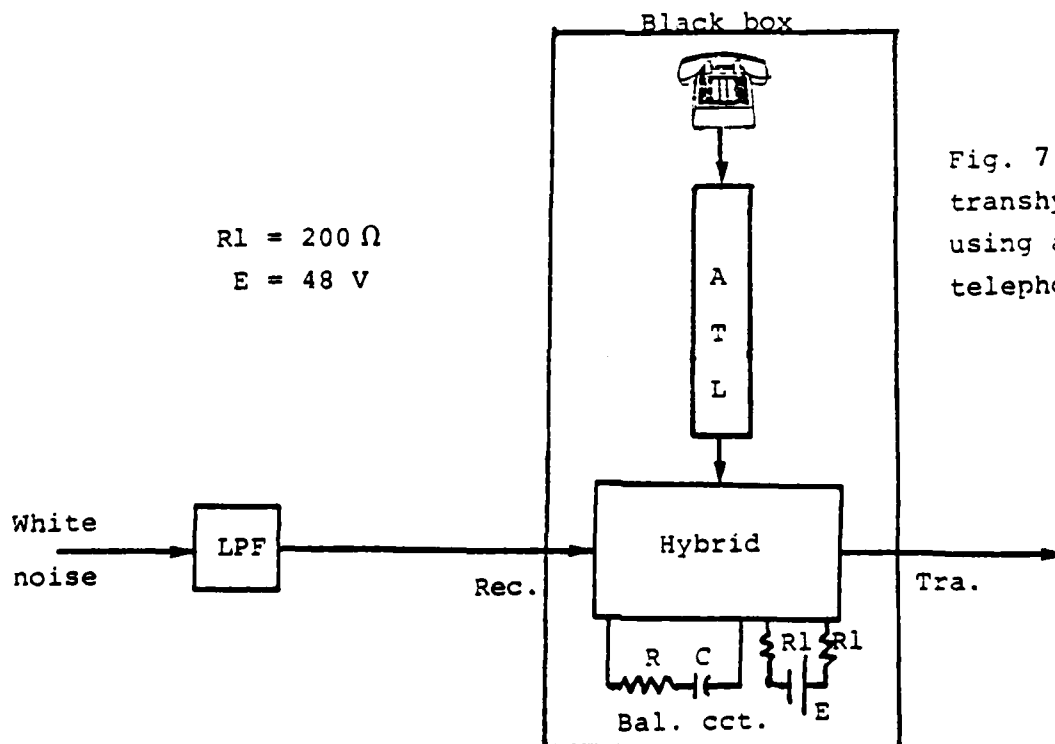 Black box
Fig. 7
transhy
using a
telepho
R1 = 200 Ω
E = 48 V
A
T
L
White
noise
LPF
Rec.
Hybrid
Tra.
R C
R1 R1
E
Bal. cct.